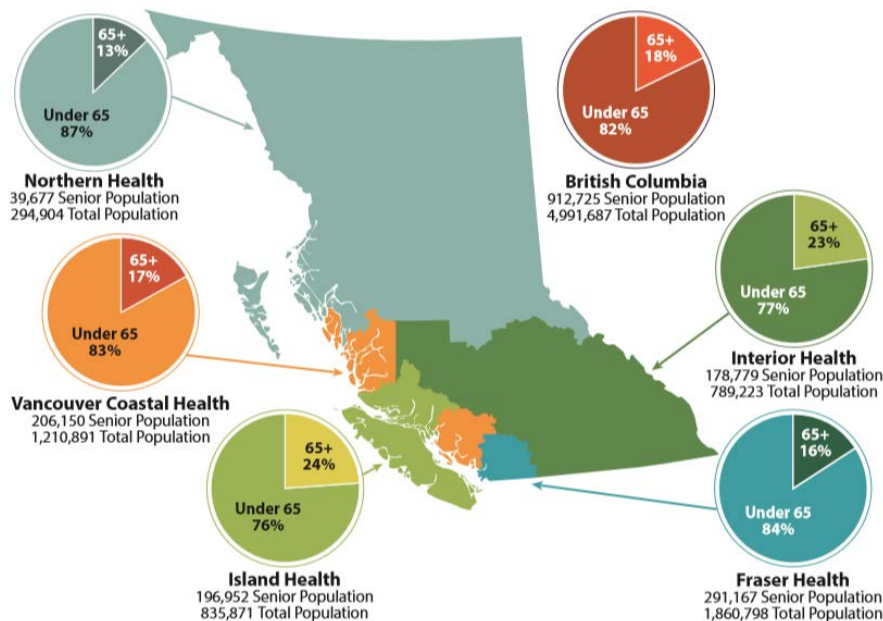 65+
13%
Under 65
87%
Northern Health
39,677 Senior Population
294,904 Total Population
65+
18%
Under 65
82%
British Columbia
912,725 Senior Population
4,991,687 Total Population
65+
17%
Under 65
83%
Vancouver Coastal Health
206,150 Senior Population
1,210,891 Total Population
65+
23%
Under 65
77%
Interior Health
178,779 Senior Population
789,223 Total Population
65+
24%
Under 65
76%
Island Health
196,952 Senior Population
835,871 Total Population
65+
16%
Under 65
84%
Fraser Health
291,167 Senior Population
1,860,798 Total Population